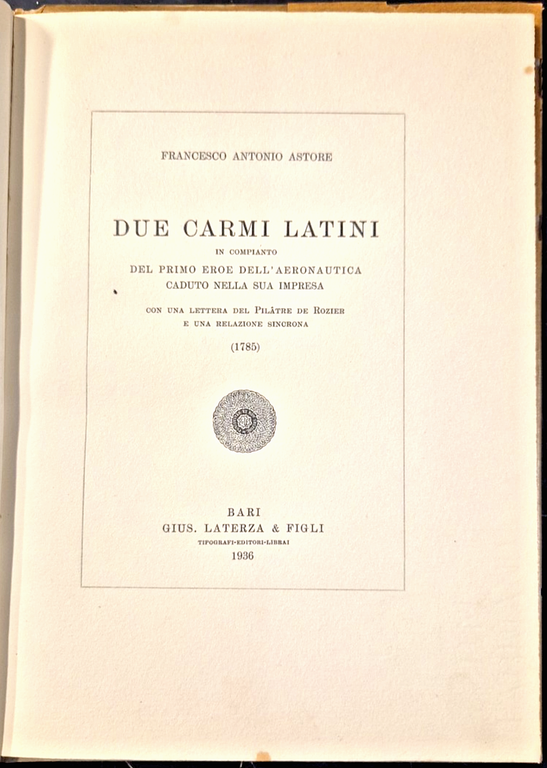 FRANCESCO ANTONIO ASTORE
DUE CARMI LATINI
IN COMPIANTO
DEL PRIMO EROE DELL'AERONAUTICA
CADUTO NELLA SUA IMPRESA
CON UNA LETTERA DEL PILÂTRE DE ROZIER
E UNA RELAZIONE SINCRONA
(1785)
BARI
GIUS. LATERZA & FIGLI
TIPOGRAFI-EDITORI-LIBRAI
1936